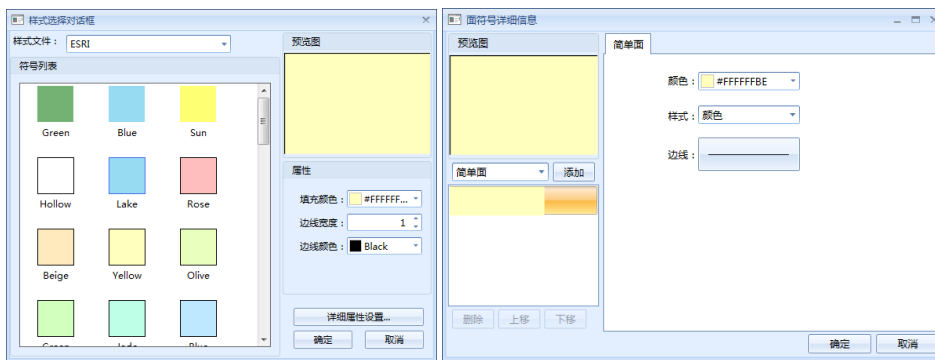 样式选择对话框
样式文件： ESRI
符号列表
Green Blue Sun
Hollow Lake Rose
Beige Yellow Olive
Green Jade Blue
预览图
属性
填充颜色： #FFFFFF...
边线宽度： 1
边线颜色： Black
详细属性设置...
确定 取消
面符号详细信息
预览图
简单面 添加
删除 上移 下移
简单面
颜色： #FFFFFFBE
样式： 颜色
边线：
确定 取消